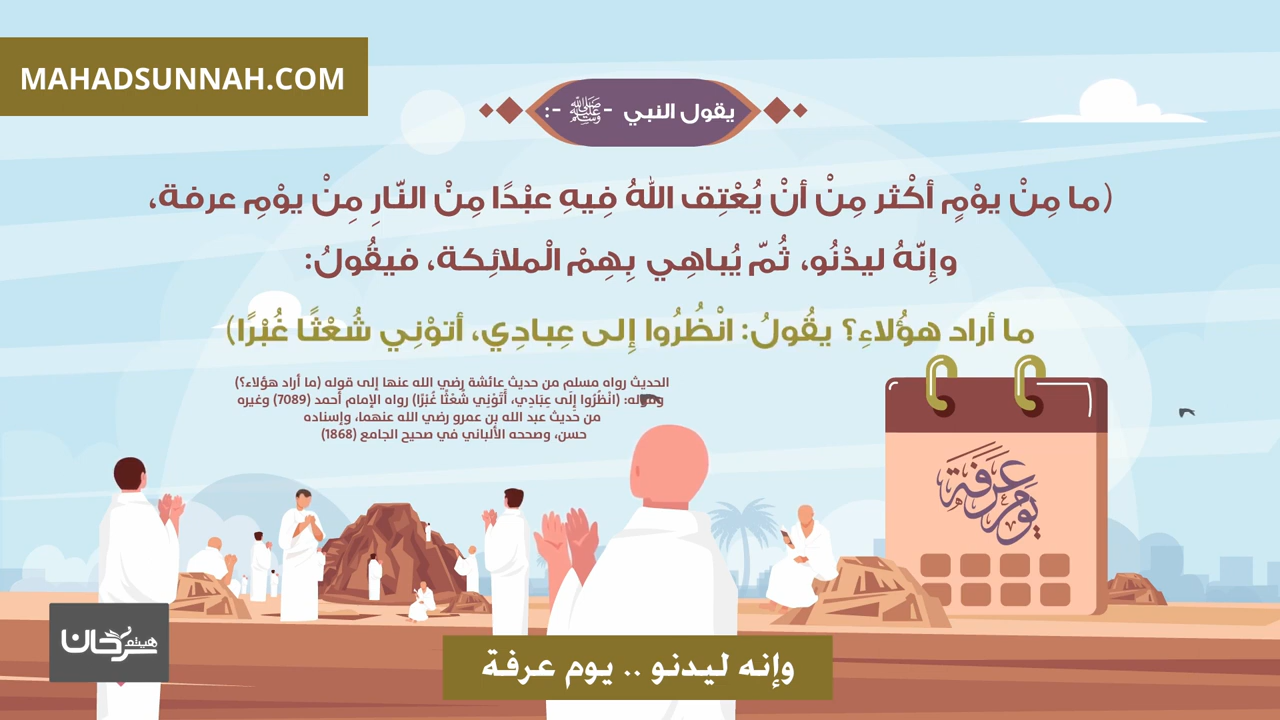 MAHADSUNNAH.COM
يقول النبي -ﷺ-:
(ما مِنْ يوْمٍ أكْثر مِنْ أنْ يُعْتِق اللهُ فِيهِ عبْدًا مِنْ النّارِ مِنْ يوْمِ عرفة،
وإِنّهُ ليدْنُو، ثُمّ يُباهِي بِهِمْ الْملائِكة، فيقُولُ:
ما أراد هؤُلاءِ؟ يقُولُ: انْظُرُوا إِلى عِبادِي، أتوْنِي شُعْثًا غُبْرًا)
الحديث رواه مسلم من حديث عائشة رضي الله عنها إلى قوله (ما أراد هؤلاء؟)
وقوله: (انْظُرُوا إِلَى عِبَادِي، أَتَوْنِي شُعْثًا غُبْرًا) رواه الإمام أحمد (7089) وغيره
من حديث عبد الله بن عمرو رضي الله عنهما، وإسناده
حسن، وصححه الألباني في صحيح الجامع (1868)
يوم عَرَفَة
هيثم سرحان
وإنه ليدنو .. يوم عرفة